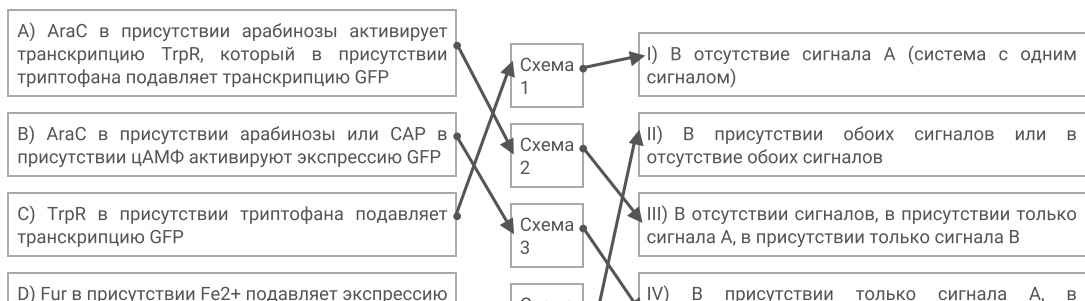 А) AraC в присутствии арабинозы активирует
транскрипцию TrpR, который в присутствии
триптофана подавляет транскрипцию GFP
В) AraC в присутствии арабинозы или CAP в
присутствии цАМФ активируют экспрессию GFP
С) TrpR в присутствии триптофана подавляет
транскрипцию GFP
D) Fur в присутствии Fe2+ подавляет экспрессию
Схема
1
Схема
2
Схема
3
I) В отсутствие сигнала А (система с одним
сигналом)
II) В присутствии обоих сигналов или в
отсутствие обоих сигналов
III) В отсутствии сигналов, в присутствии только
сигнала А, в присутствии только сигнала В
IV) В присутствии только сигнала А, в